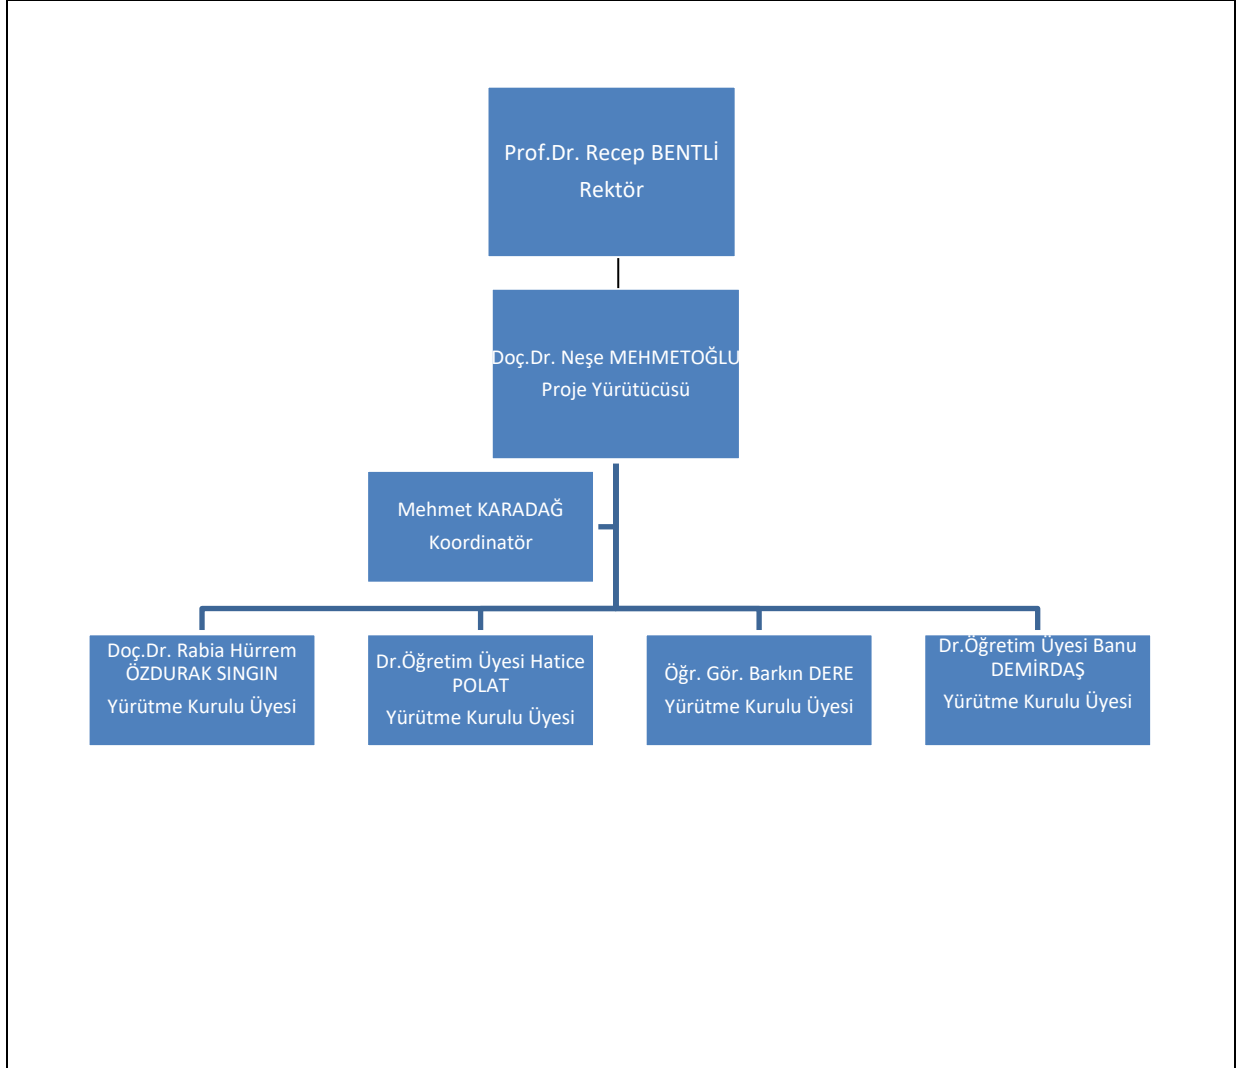 Prof.Dr. Recep BENTLİ
Rektör
Doç.Dr. Neşe MEHMETOĞLU
Proje Yürütücüsü
Mehmet KARADAĞ
Koordinatör
Doç.Dr. Rabia Hürrem
ÖZDURAK SINGIN
Yürütme Kurulu Üyesi
Dr.Öğretim Üyesi Hatice
POLAT
Yürütme Kurulu Üyesi
Öğr. Gör. Barkın DERE
Yürütme Kurulu Üyesi
Dr.Öğretim Üyesi Banu
DEMİRDAŞ
Yürütme Kurulu Üyesi